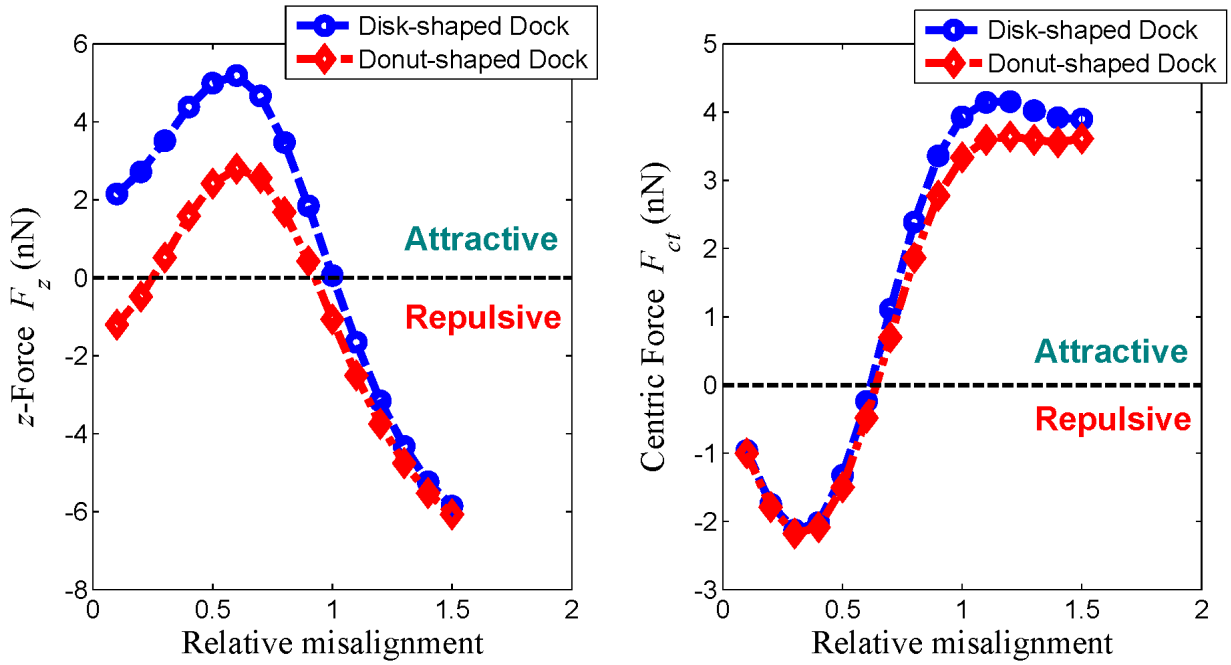 Disk-shaped Dock
Donut-shaped Dock
6
4
2
0
-2
-4
-6
-8
0
0.5
1
1.5
2
z-Force F_z (nN)
Relative misalignment
Attractive
Repulsive
Disk-shaped Dock
Donut-shaped Dock
5
4
3
2
1
0
-1
-2
-3
0
0.5
1
1.5
2
Centric Force F_ct (nN)
Relative misalignment
Attractive
Repulsive